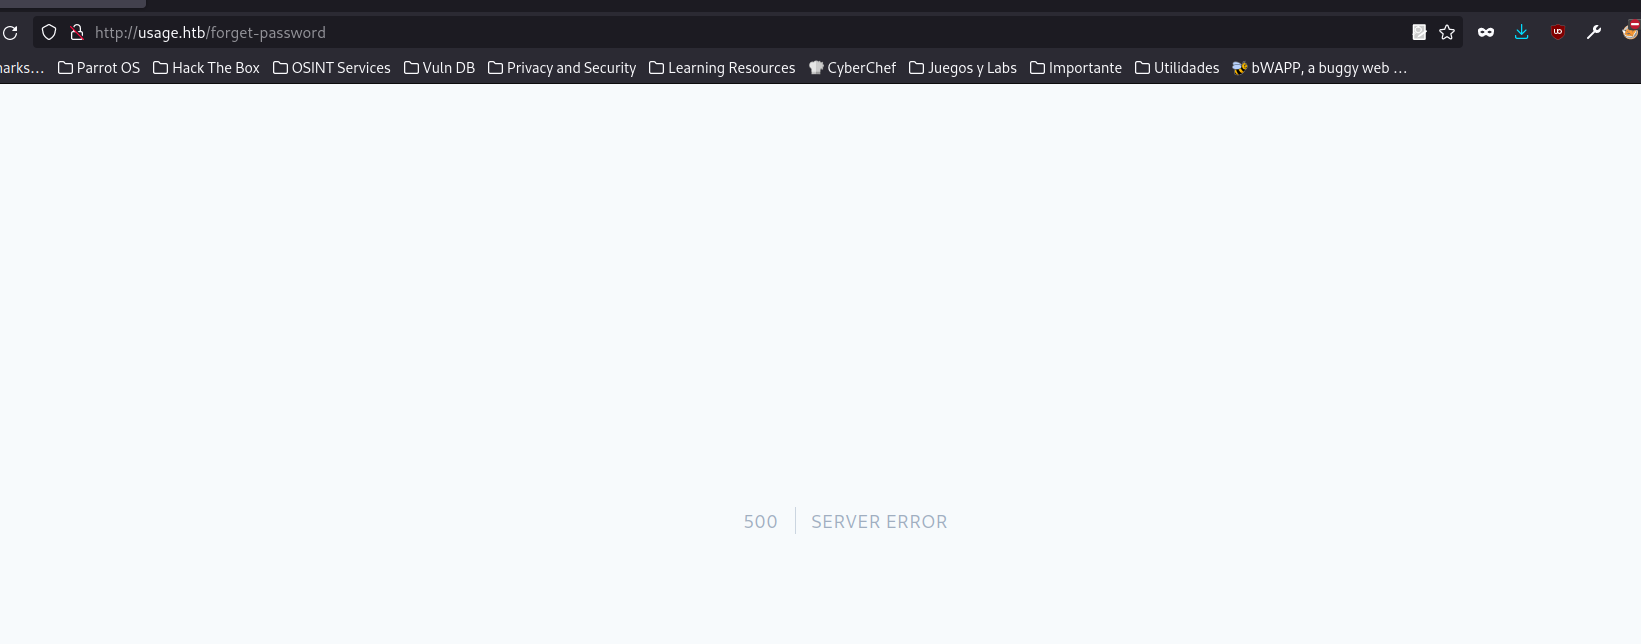 http://usage.htb/forget-password
arks… Parrot OS Hack The Box OSINT Services Vuln DB Privacy and Security Learning Resources CyberChef Juegos y Labs Importante Utilidades bWAPP, a buggy web …
500 SERVER ERROR